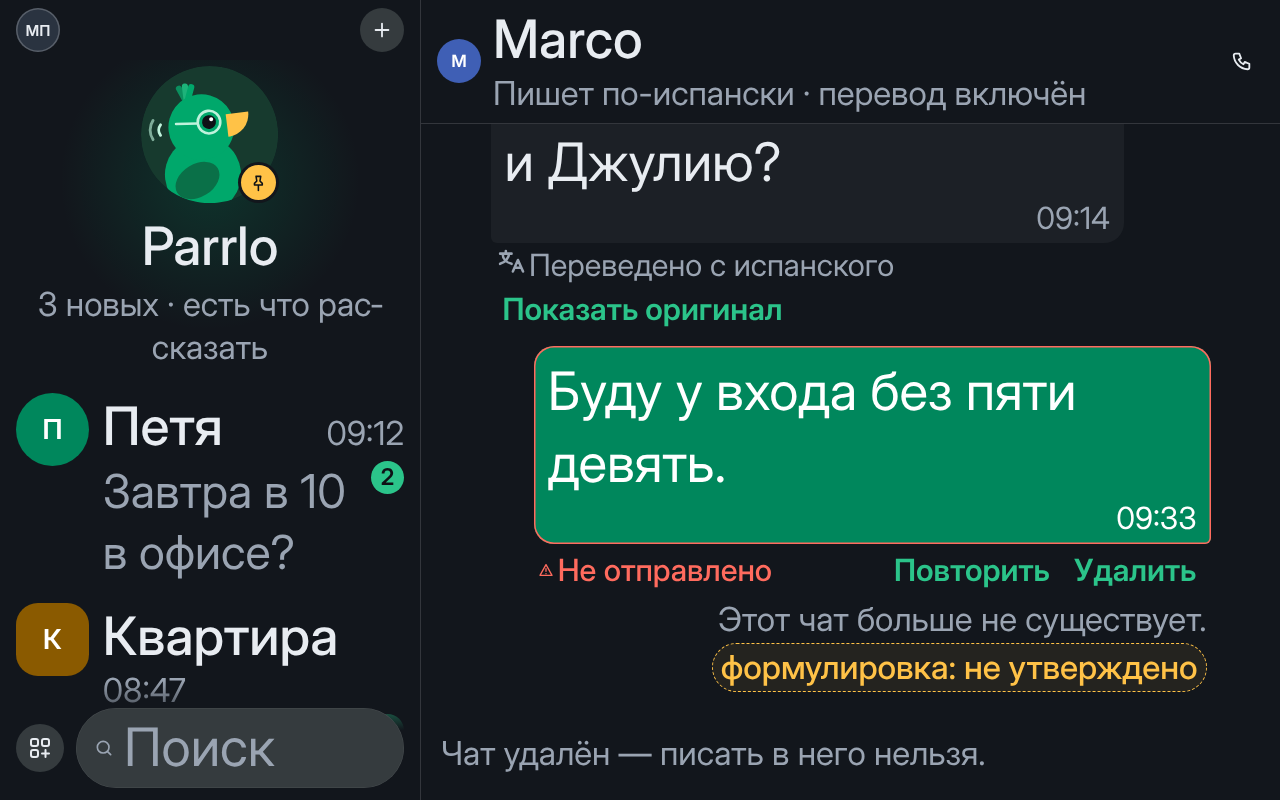 МП
Parrlo
3 новых · есть что рас-
сказать
П
Петя
09:12
Завтра в 10
в офисе?
2
К
Квартира
08:47
Поиск
М
Marco
Пишет по-испански · перевод включён
и Джулию?
09:14
Переведено с испанского
Показать оригинал
Буду у входа без пяти
девять.
09:33
Не отправлено
Повторить
Удалить
Этот чат больше не существует.
формулировка: не утверждено
Чат удалён — писать в него нельзя.